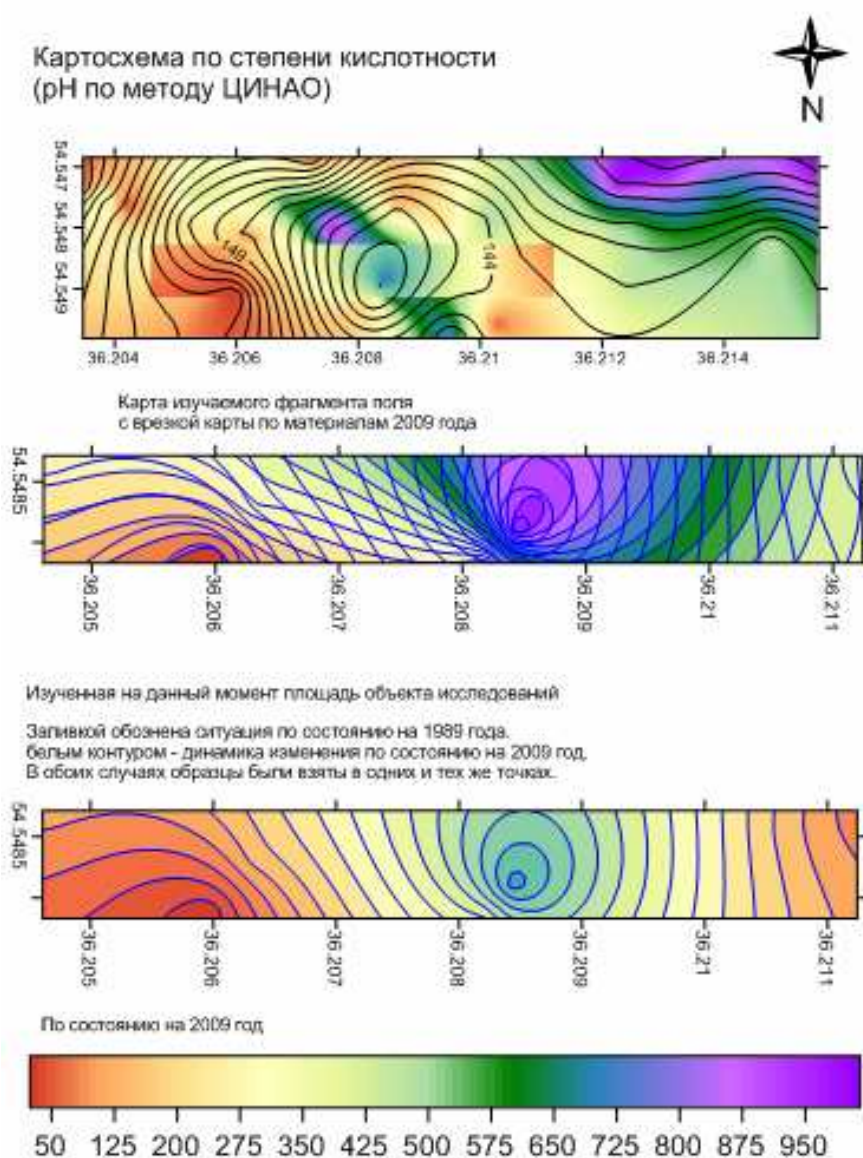 Картосхема по степени кислотности
(pH по методу ЦИНАО)
N
54.547
54.548
54.549
149
144
36.204 36.206 36.208 36.21 36.212 36.214
Карта изучаемого фрагмента поля
с врезкой карты по материалам 2009 года
54.5485
36.205 36.206 36.207 36.208 36.209 36.21 36.211
Изученная на данный момент площадь объекта исследований
Заливкой обознена ситуация по состоянию на 1989 года.
белым контуром - динамика изменения по состоянию на 2009 год.
В обоих случаях образцы были взяты в одних и тех же точках.
54.5485
36.205 36.206 36.207 36.208 36.209 36.21 36.211
По состоянию на 2009 год
50 125 200 275 350 425 500 575 650 725 800 875 950